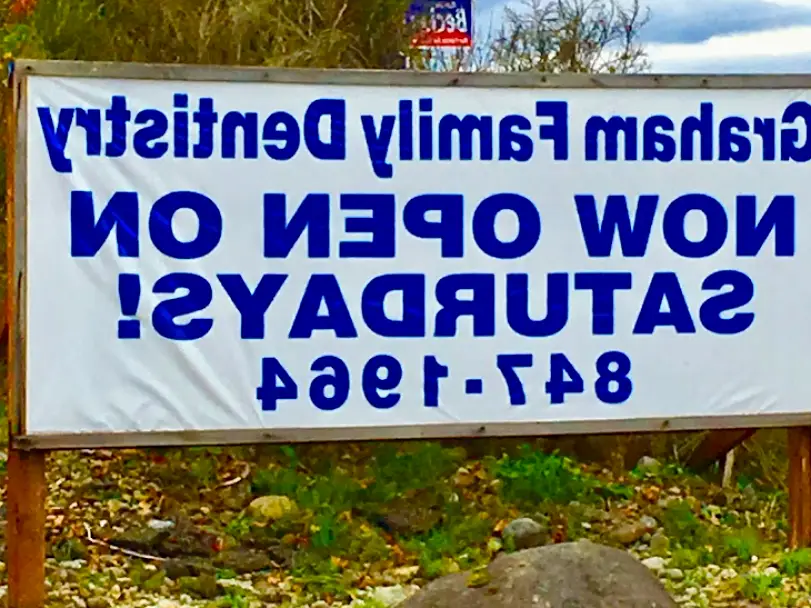 Graham Family Dentistry
NOW OPEN ON
SATURDAYS!
847-1964